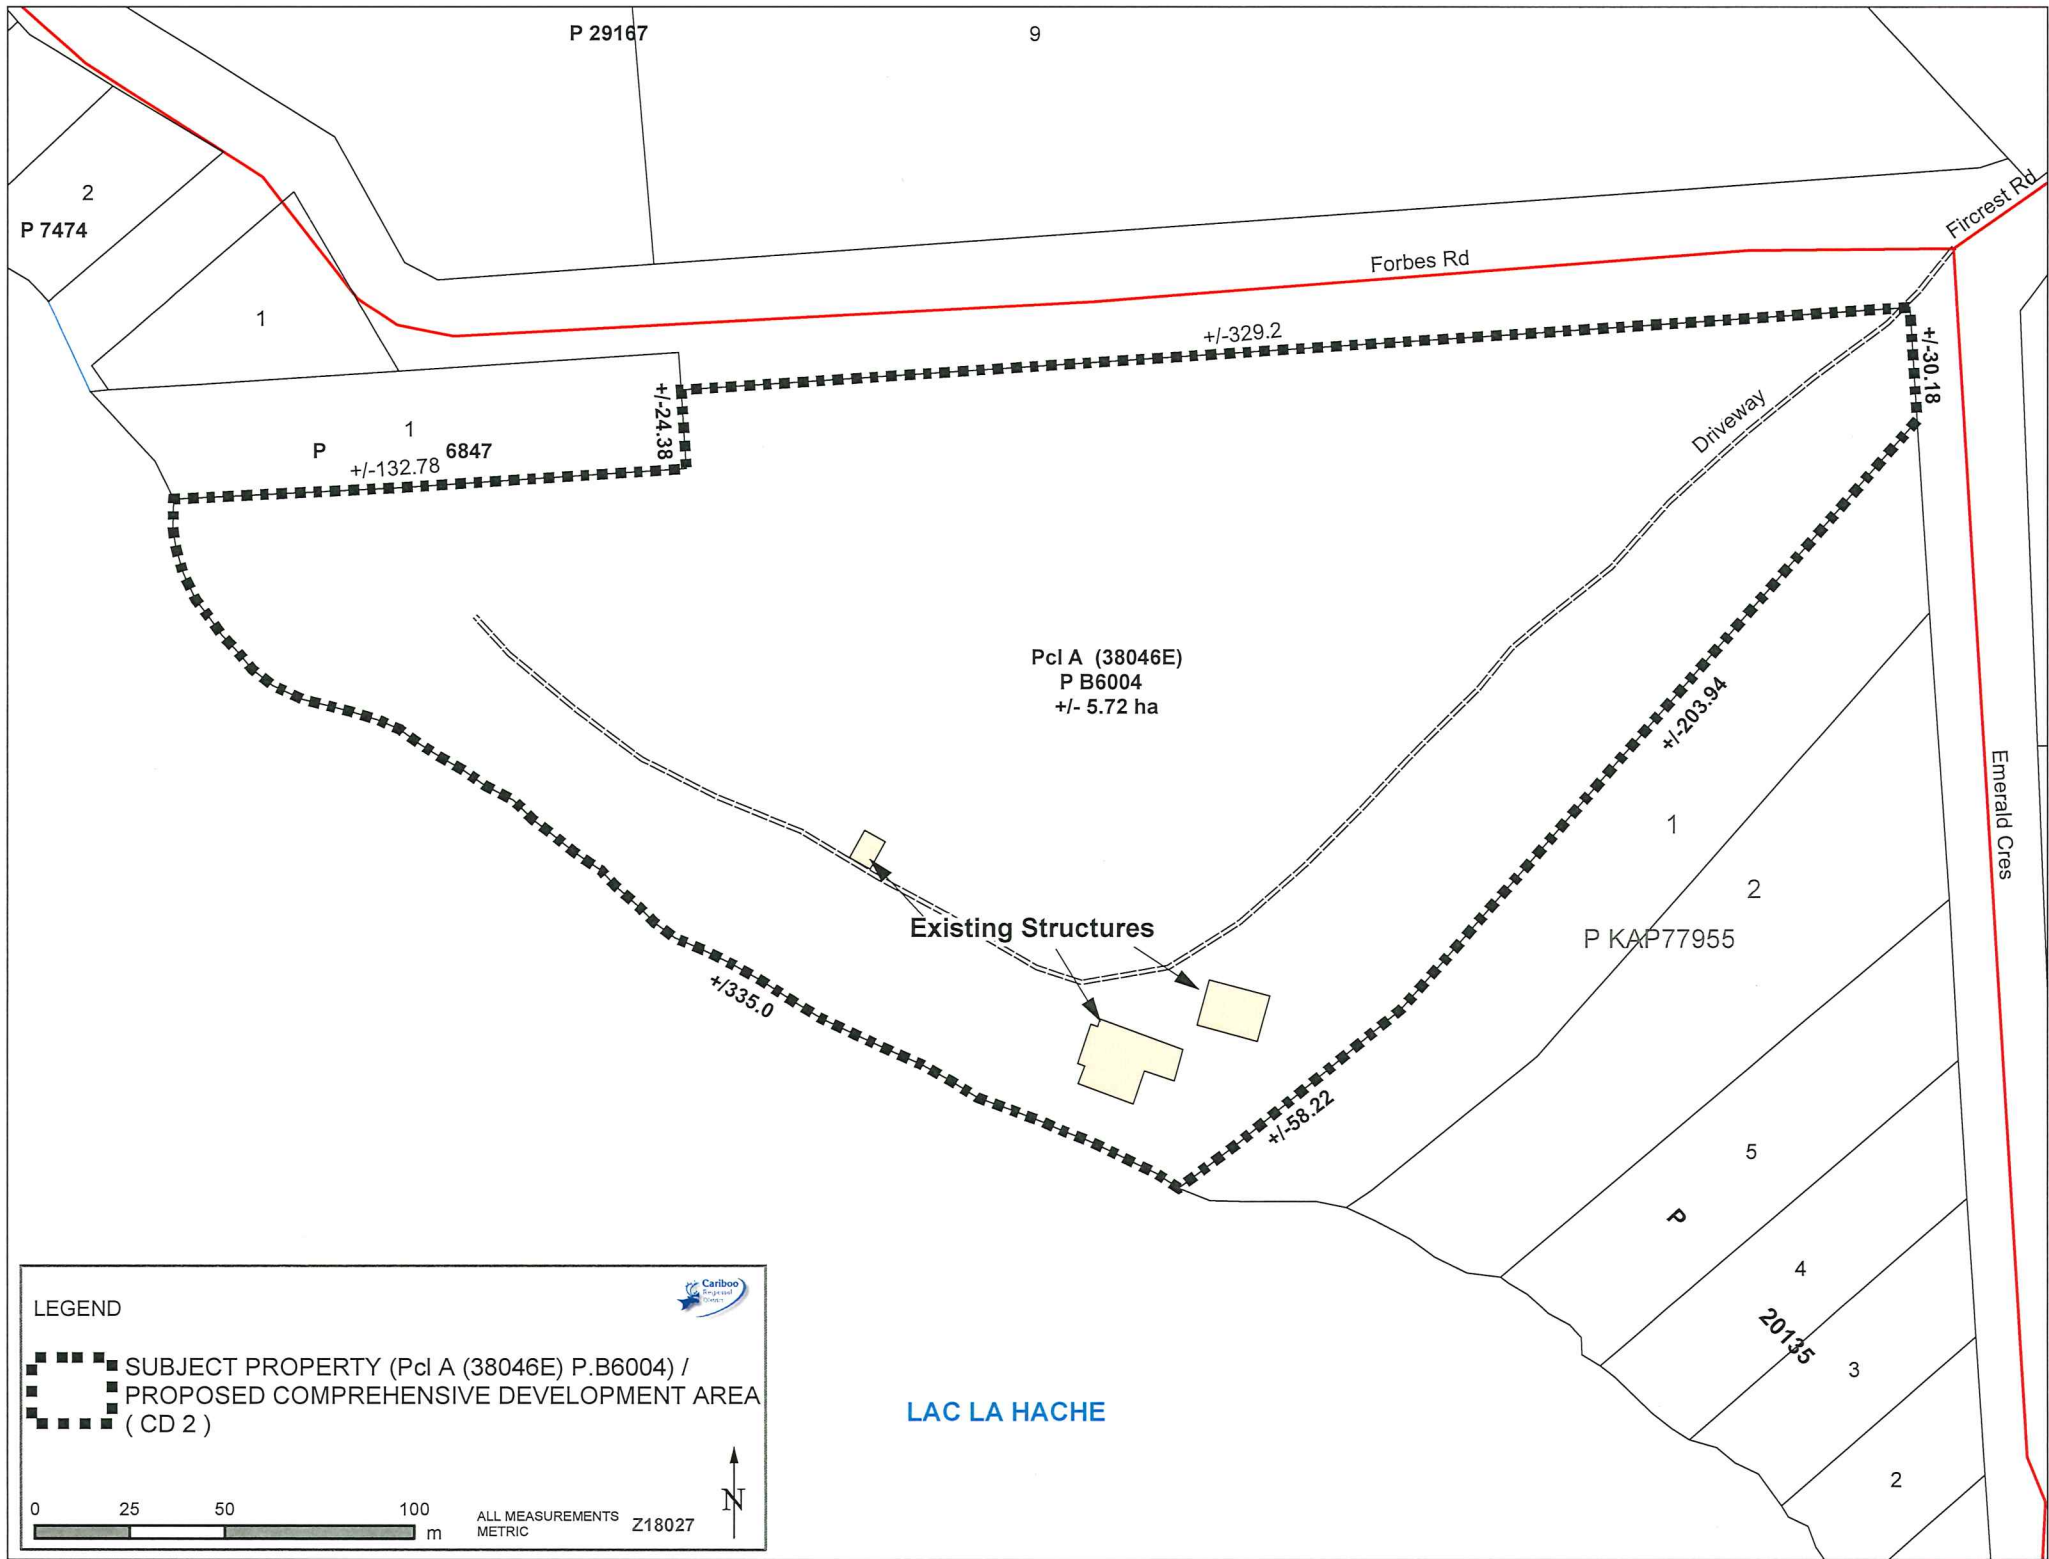 P 29167
9
Fircrest Rd
2
P 7474
Forbes Rd
1
+/-329.2
+/-30.18
+/-24.38
1
P 6847
+/-132.78
Driveway
Pcl A (38046E)
P B6004
+/- 5.72 ha
+/-203.94
Emerald Cres
1
2
P KAP77955
Existing Structures
+/335.0
+/-58.22
5
P
4
20135
3
2
LAC LA HACHE
LEGEND
Cariboo
Regional
District
SUBJECT PROPERTY (Pcl A (38046E) P.B6004) /
PROPOSED COMPREHENSIVE DEVELOPMENT AREA
( CD 2 )
N
0 25 50 100
m
ALL MEASUREMENTS
METRIC
Z18027